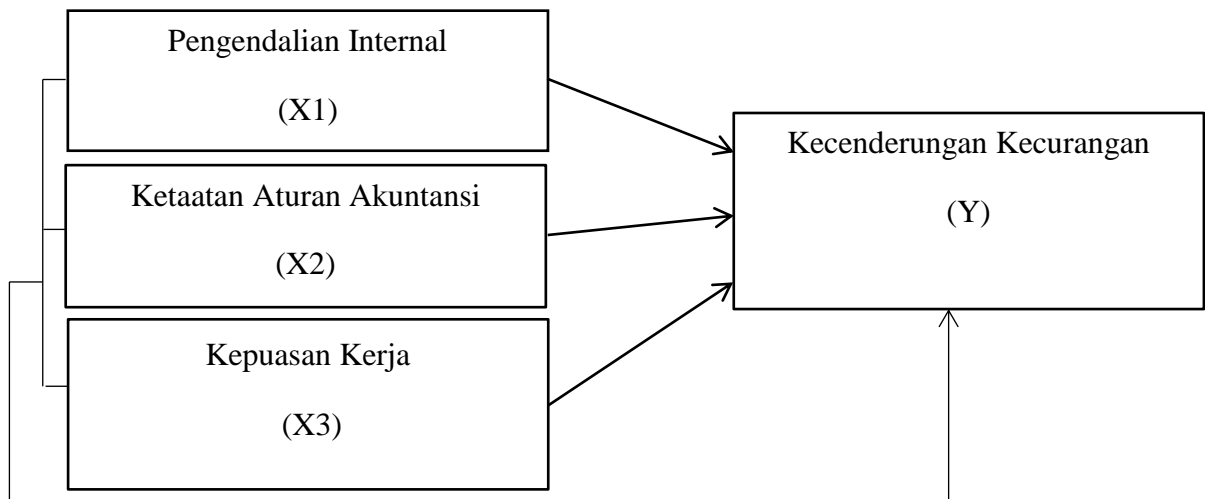 Pengendalian Internal
(X1)
Ketaatan Aturan Akuntansi
(X2)
Kepuasan Kerja
(X3)
Kecenderungan Kecurangan
(Y)